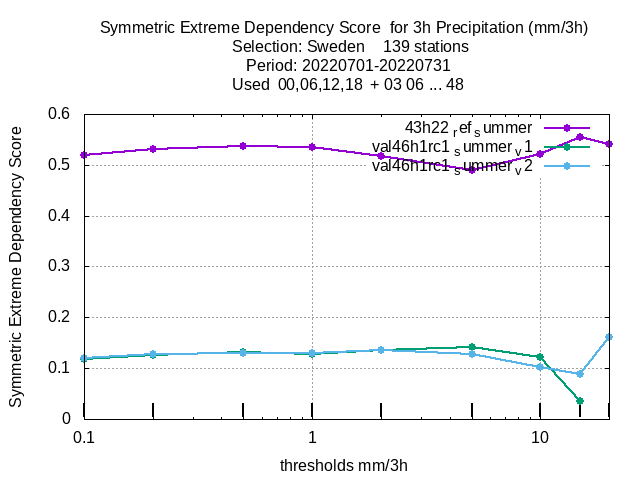 Symmetric Extreme Dependency Score for 3h Precipitation (mm/3h)
Selection: Sweden 139 stations
Period: 20220701-20220731
Used 00,06,12,18 + 03 06 ... 48
Symmetric Extreme Dependency Score
0.6
0.5
0.4
0.3
0.2
0.1
0
43h22 ref summer
val46h1rc1 summer v1
val46h1rc1 summer v2
0.1 1 10
thresholds mm/3h